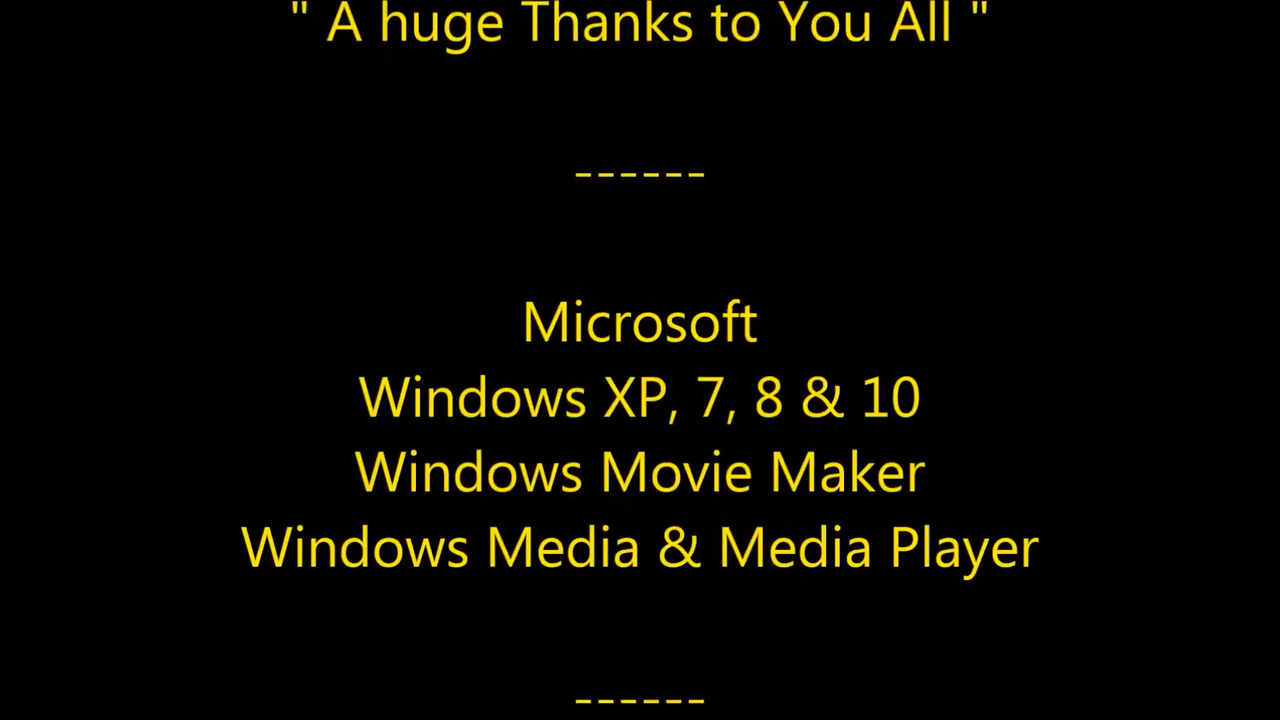 " A huge Thanks to You All "
------
Microsoft
Windows XP, 7, 8 & 10
Windows Movie Maker
Windows Media & Media Player
------